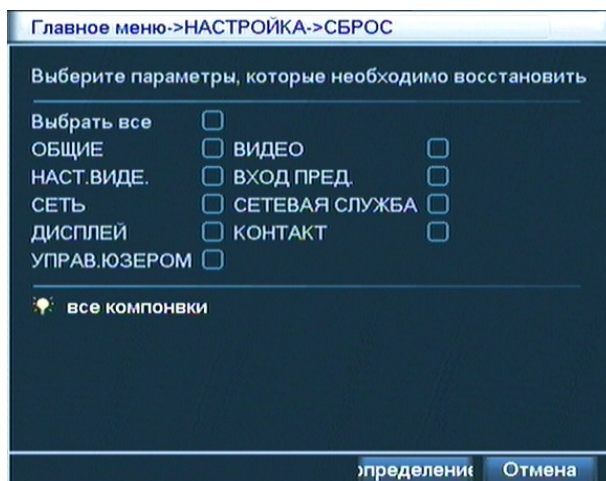 Главное меню->НАСТРОЙКА->СБРОС
Выберите параметры, которые необходимо восстановить
Выбрать все
ОБЩИЕ ВИДЕО
НАСТ.ВИДЕ. ВХОД ПРЕД.
СЕТЬ СЕТЕВАЯ СЛУЖБА
ДИСПЛЕЙ КОНТАКТ
УПРАВ.ЮЗЕРОМ
все компонвки
определение Отмена